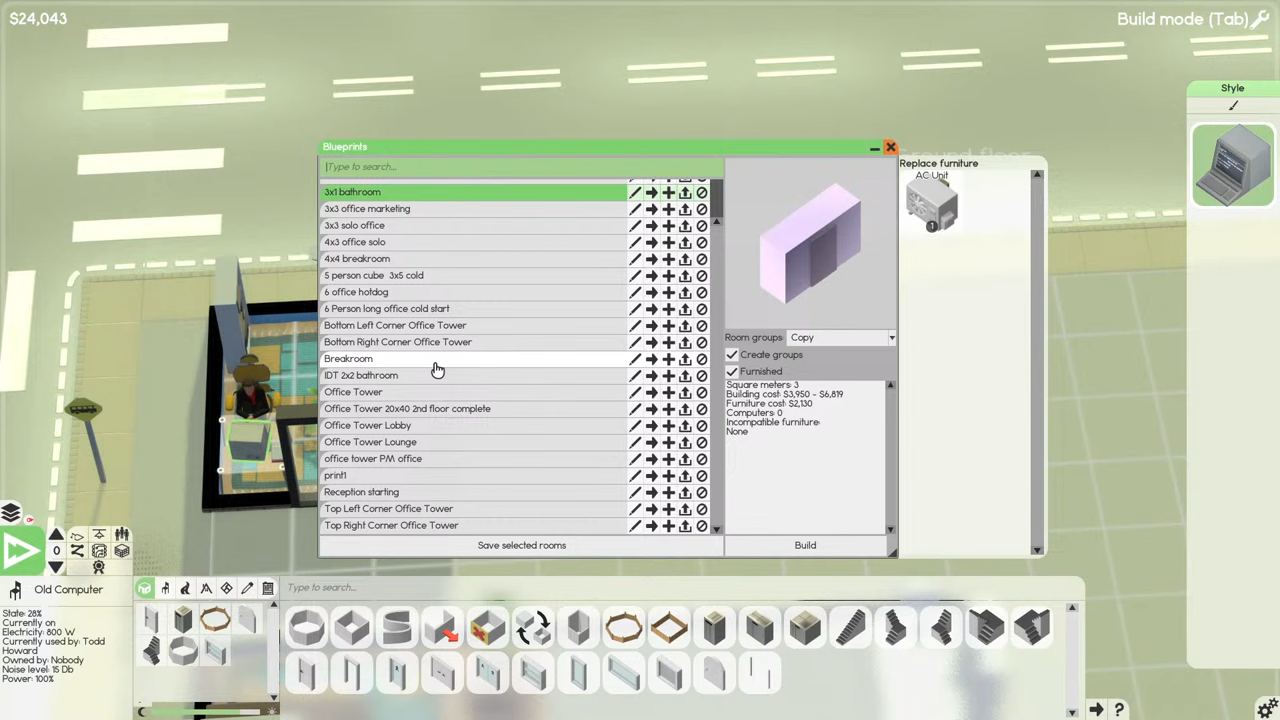 $24,043
Build mode (Tab)
Style
Blueprints
Type to search...
Replace furniture
AC Unit
1
3x1 bathroom
3x3 office marketing
3x3 solo office
4x3 office solo
4x4 breakroom
5 person cube 3x5 cold
6 office hotdog
6 Person long office cold start
Bottom Left Corner Office Tower
Bottom Right Corner Office Tower
Breakroom
IDT 2x2 bathroom
Office Tower
Office Tower 20x40 2nd floor complete
Office Tower Lobby
Office Tower Lounge
office tower PM office
print1
Reception starting
Top Left Corner Office Tower
Top Right Corner Office Tower
Save selected rooms
Room groups: Copy
Create groups
Furnished
Square meters: 3
Building cost: $3,950 - $6,819
Furniture cost: $2,130
Computers: 0
Incompatible furniture:
None
Build
0
Old Computer
State: 28%
Currently on
Electricity: 800 W
Currently used by: Todd
Howard
Owned by: Nobody
Noise level: 15 Db
Power: 100%
Type to search...
?